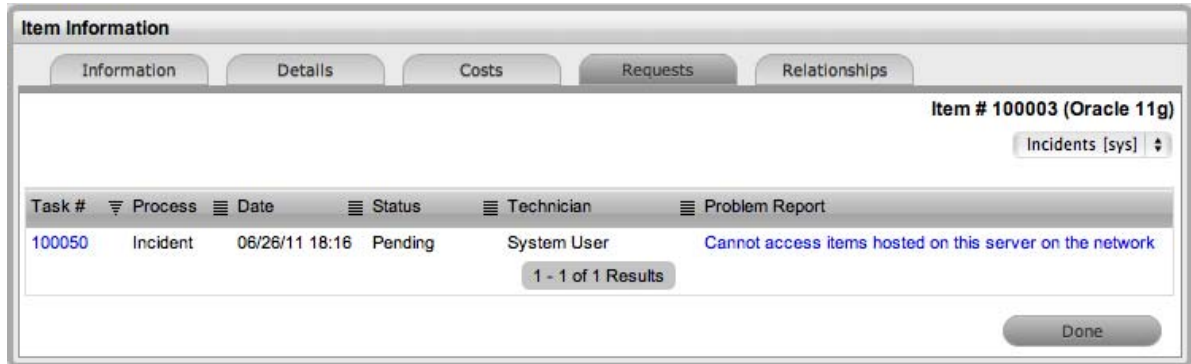 Item Information
Information Details Costs Requests Relationships
Item # 100003 (Oracle 11g)
Incidents [sys]
Task # Process Date Status Technician Problem Report
100050 Incident 06/26/11 18:16 Pending System User Cannot access items hosted on this server on the network
1 - 1 of 1 Results
Done